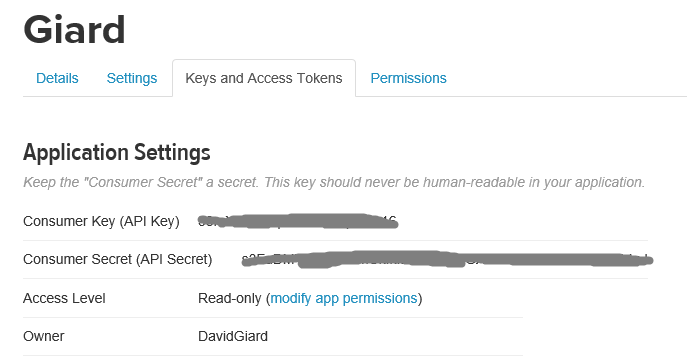 Giard
Details Settings Keys and Access Tokens Permissions
Application Settings
Keep the "Consumer Secret" a secret. This key should never be human-readable in your application.
Consumer Key (API Key)
Consumer Secret (API Secret)
Access Level Read-only (modify app permissions)
Owner DavidGiard